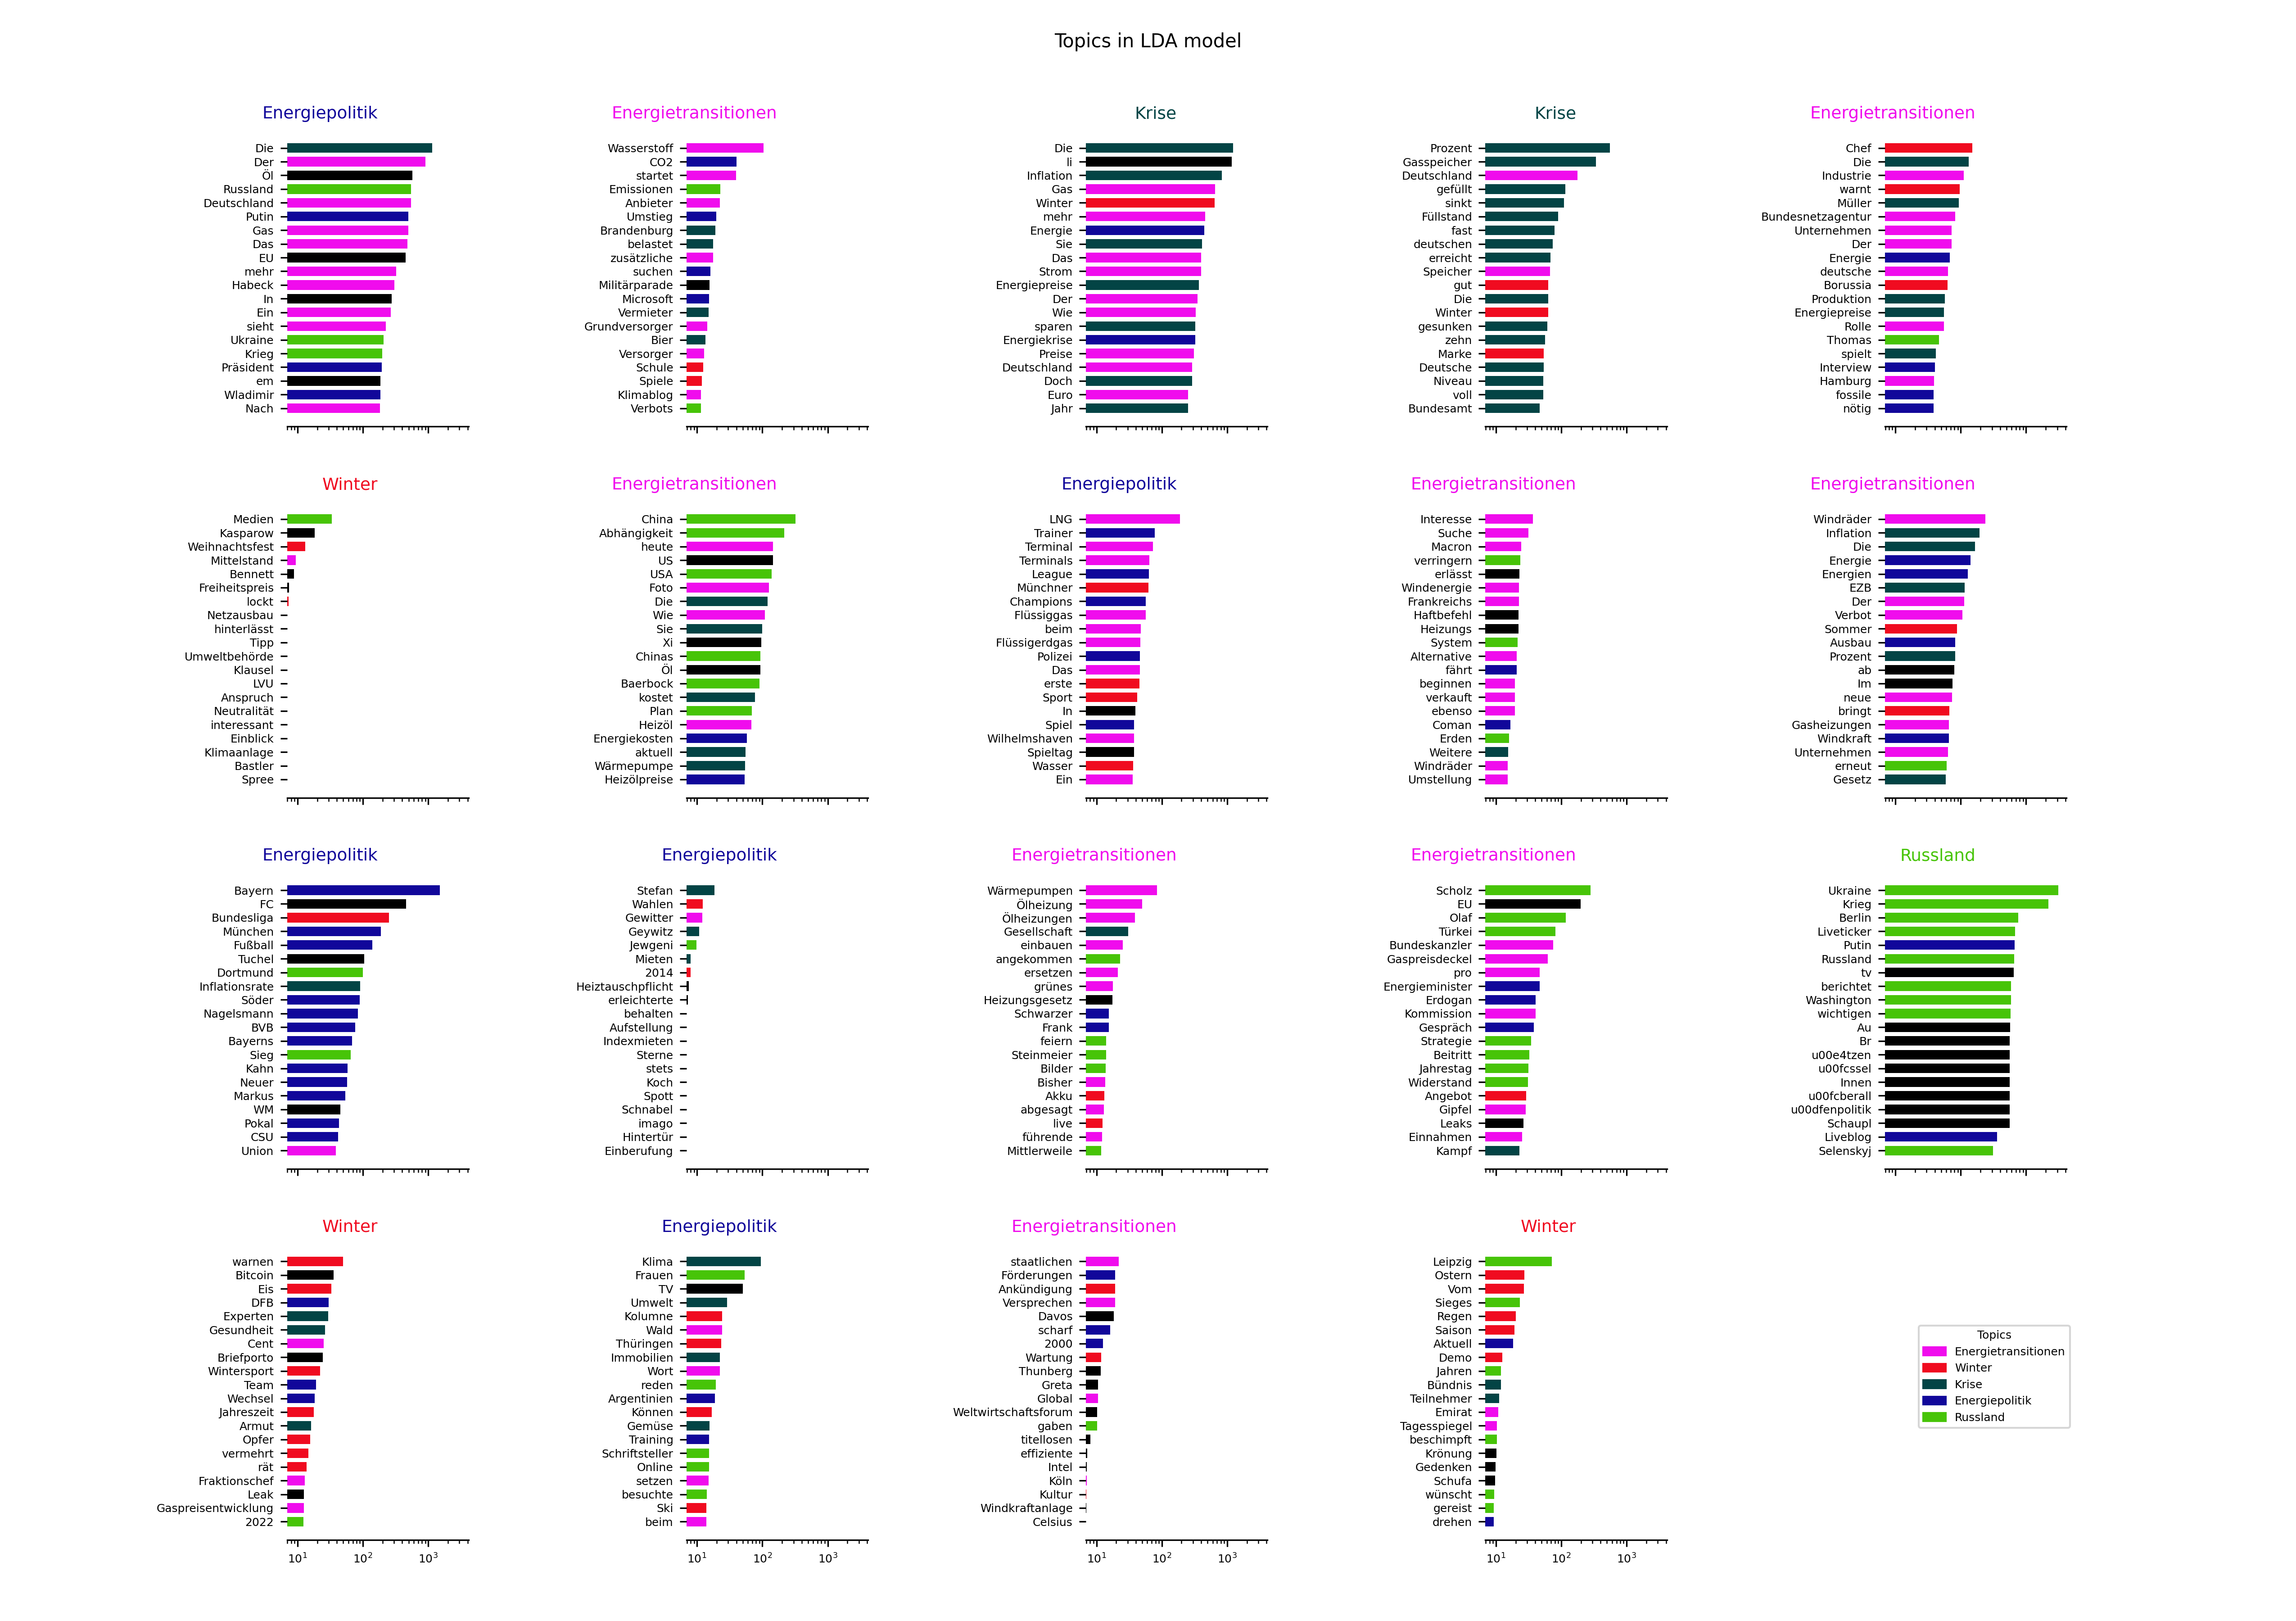 Topics in LDA model
Energiepolitik
Die
Der
Öl
Russland
Deutschland
Putin
Gas
Das
EU
mehr
Habeck
In
Ein
sieht
Ukraine
Krieg
Präsident
em
Wladimir
Nach
Energietransitionen
Wasserstoff
CO2
startet
Emissionen
Anbieter
Umstieg
Brandenburg
belastet
zusätzliche
suchen
Militärparade
Microsoft
Vermieter
Grundversorger
Bier
Versorger
Schule
Spiele
Klimablog
Verbots
Krise
Die
li
Inflation
Gas
Winter
mehr
Energie
Sie
Das
Strom
Energiepreise
Der
Wie
sparen
Energiekrise
Preise
Deutschland
Doch
Euro
Jahr
Krise
Prozent
Gasspeicher
Deutschland
gefüllt
sinkt
Füllstand
fast
deutschen
erreicht
Speicher
gut
Die
Winter
gesunken
zehn
Marke
Deutsche
Niveau
voll
Bundesamt
Energietransitionen
Chef
Die
Industrie
warnt
Müller
Bundesnetzagentur
Unternehmen
Der
Energie
deutsche
Borussia
Produktion
Energiepreise
Rolle
Thomas
spielt
Interview
Hamburg
fossile
nötig
Winter
Medien
Kasparow
Weihnachtsfest
Mittelstand
Bennett
Freiheitspreis
lockt
Netzausbau
hinterlässt
Tipp
Umweltbehörde
Klausel
LVU
Anspruch
Neutralität
interessant
Einblick
Klimaanlage
Bastler
Spree
Energietransitionen
China
Abhängigkeit
heute
US
USA
Foto
Die
Wie
Sie
Xi
Chinas
Öl
Baerbock
kostet
Plan
Heizöl
Energiekosten
aktuell
Wärmepumpe
Heizölpreise
Energiepolitik
LNG
Trainer
Terminal
Terminals
League
Münchner
Champions
Flüssiggas
beim
Flüssigerdgas
Polizei
Das
erste
Sport
In
Spiel
Wilhelmshaven
Spieltag
Wasser
Ein
Energietransitionen
Interesse
Suche
Macron
verringern
erlässt
Windenergie
Frankreichs
Haftbefehl
Heizungs
System
Alternative
fährt
beginnen
verkauft
ebenso
Coman
Erden
Weitere
Windräder
Umstellung
Energietransitionen
Windräder
Inflation
Die
Energie
Energien
EZB
Der
Verbot
Sommer
Ausbau
Prozent
ab
Im
neue
bringt
Gasheizungen
Windkraft
Unternehmen
erneut
Gesetz
Energiepolitik
Bayern
FC
Bundesliga
München
Fußball
Tuchel
Dortmund
Inflationsrate
Söder
Nagelsmann
BVB
Bayerns
Sieg
Kahn
Neuer
Markus
WM
Pokal
CSU
Union
Energiepolitik
Stefan
Wahlen
Gewitter
Geywitz
Jewgeni
Mieten
2014
Heiztauschpflicht
erleichterte
behalten
Aufstellung
Indexmieten
Sterne
stets
Koch
Spott
Schnabel
imago
Hintertür
Einberufung
Energietransitionen
Wärmepumpen
Ölheizung
Ölheizungen
Gesellschaft
einbauen
angekommen
ersetzen
grünes
Heizungsgesetz
Schwarzer
Frank
feiern
Steinmeier
Bilder
Bisher
Akku
abgesagt
live
führende
Mittlerweile
Energietransitionen
Scholz
EU
Olaf
Türkei
Bundeskanzler
Gaspreisdeckel
pro
Energieminister
Erdogan
Kommission
Gespräch
Strategie
Beitritt
Jahrestag
Widerstand
Angebot
Gipfel
Leaks
Einnahmen
Kampf
Russland
Ukraine
Krieg
Berlin
Liveticker
Putin
Russland
tv
berichtet
Washington
wichtigen
Au
Br
u00e4tzen
u00fcssel
Innen
u00fcberall
u00dfenpolitik
Schaupl
Liveblog
Selenskyj
Winter
warnen
Bitcoin
Eis
DFB
Experten
Gesundheit
Cent
Briefporto
Wintersport
Team
Wechsel
Jahreszeit
Armut
Opfer
vermehrt
rät
Fraktionschef
Leak
Gaspreisentwicklung
2022
10¹ 10² 10³
Energiepolitik
Klima
Frauen
TV
Umwelt
Kolumne
Wald
Thüringen
Immobilien
Wort
reden
Argentinien
Können
Gemüse
Training
Schriftsteller
Online
setzen
besuchte
Ski
beim
10¹ 10² 10³
Energietransitionen
staatlichen
Förderungen
Ankündigung
Versprechen
Davos
scharf
2000
Wartung
Thunberg
Greta
Global
Weltwirtschaftsforum
gaben
titellosen
effiziente
Intel
Köln
Kultur
Windkraftanlage
Celsius
10¹ 10² 10³
Winter
Leipzig
Ostern
Vom
Sieges
Regen
Saison
Aktuell
Demo
Jahren
Bündnis
Teilnehmer
Emirat
Tagesspiegel
beschimpft
Krönung
Gedenken
Schufa
wünscht
gereist
drehen
10¹ 10² 10³
Topics
Energietransitionen
Winter
Krise
Energiepolitik
Russland